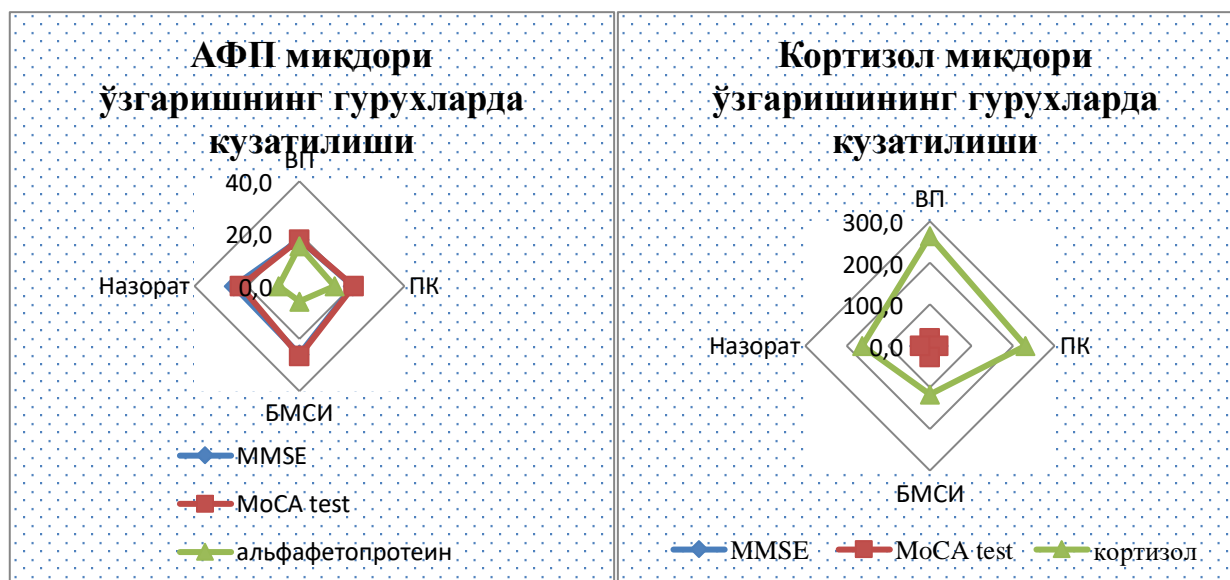 АФП микдори
ўзгаришнинг гурухларда
кузатилиши
ВП
40,0
20,0
Назорат
0,0
ПК
БМСИ
MMSE
MoCA test
альфафетопротеин
Кортизол микдори
ўзгаришининг гурухларда
кузатилиши
ВП
300,0
200,0
100,0
Назорат
0,0
ПК
БМСИ
MMSE MoCA test кортизол